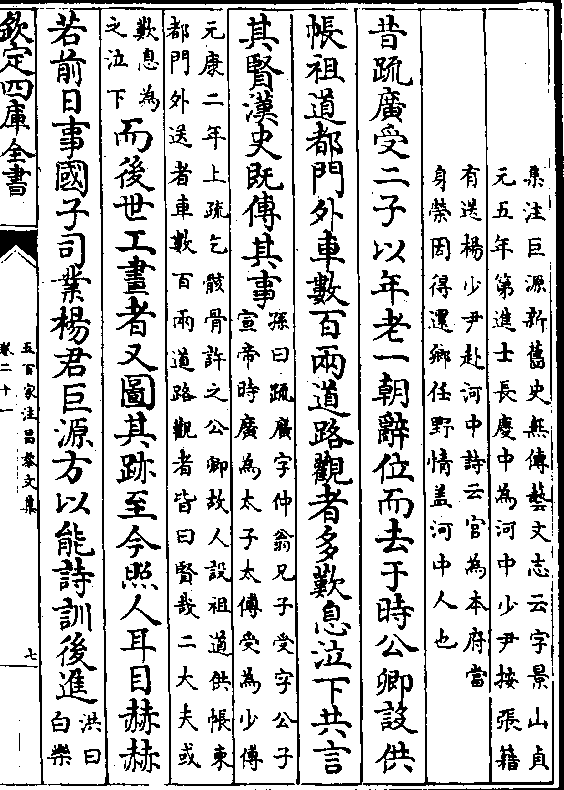 集注巨源新舊史無傳藝文志云字景山貞
元五年第進士長慶中為河中少尹按張籍
有送楊少尹赴河中詩云官為本府當
身榮因得還鄉任野情蓋河中人也
昔疏廣受二子以年老一朝辭位而去于時公卿設供
帳祖道都門外車數百兩道路觀者多歎息泣下共言
其賢漢史既傳其事
孫曰疏廣字仲翁兄子受字公子
宣帝時廣為太子太傅受為少傅
元康二年上疏乞骸骨許之公卿故人設祖道供帳東
都門外送者車數百兩道路觀者皆曰賢哉二大夫或
歎息為
之泣下
而後世工畫者又圖其跡至今照人耳目赫赫
若前日事國子司業楊君巨源方以能詩訓後進
洪曰
白樂
欽定四庫全書
五百家注昌黎文集
卷二十一
七